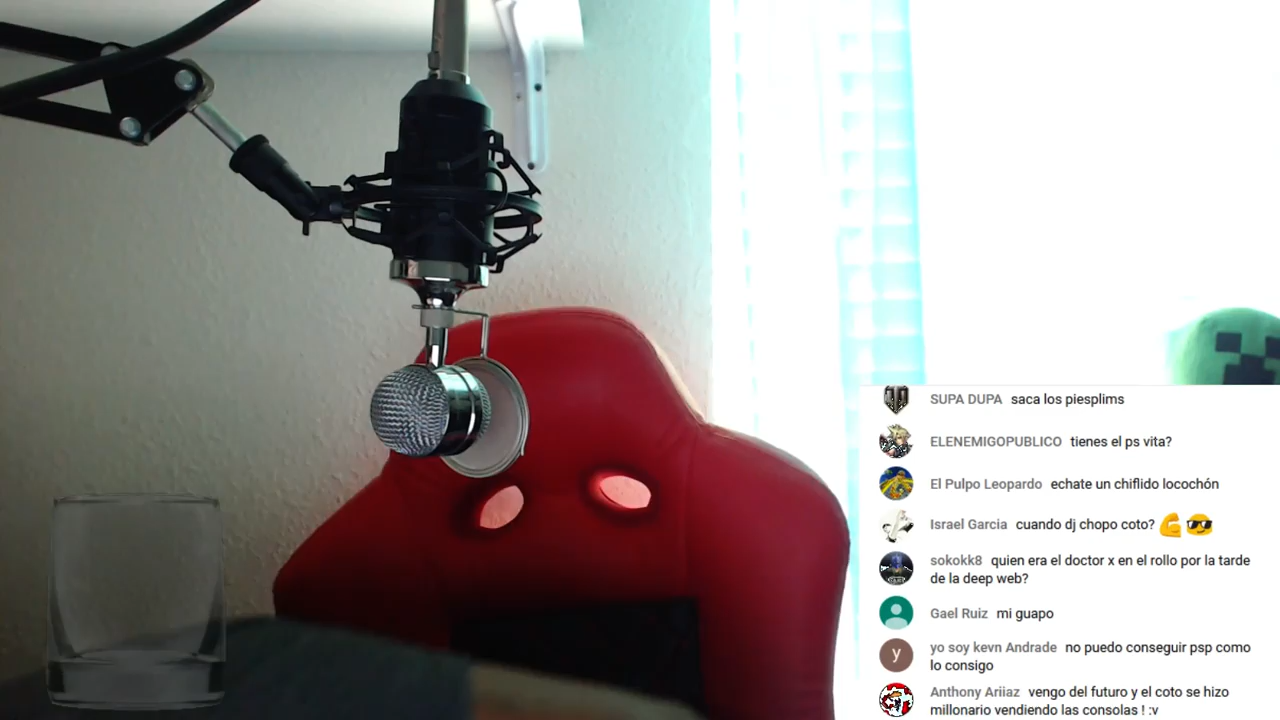 SUPA DUPA saca los piesplims
ELENEMIGOPUBLICO tienes el ps vita?
El Pulpo Leopardo echate un chiflido locochón
Israel Garcia cuando dj chopo coto? 💪😎
sokokk8 quien era el doctor x en el rollo por la tarde
de la deep web?
Gael Ruiz mi guapo
y
yo soy kevn Andrade no puedo conseguir psp como
lo consigo
Anthony Ariiaz vengo del futuro y el coto se hizo
millonario vendiendo las consolas ! :v